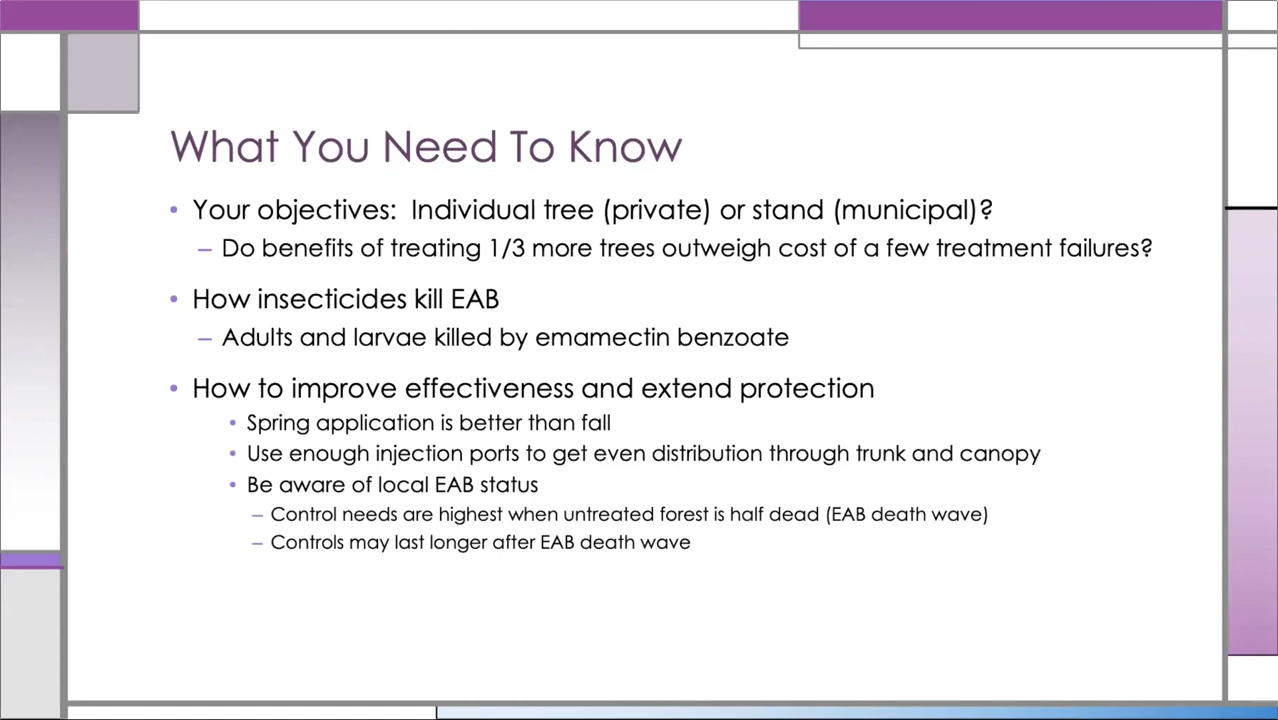 What You Need To Know
• Your objectives:  Individual tree (private) or stand (municipal)?
– Do benefits of treating 1/3 more trees outweigh cost of a few treatment failures?
• How insecticides kill EAB
– Adults and larvae killed by emamectin benzoate
• How to improve effectiveness and extend protection
• Spring application is better than fall
• Use enough injection ports to get even distribution through trunk and canopy
• Be aware of local EAB status
– Control needs are highest when untreated forest is half dead (EAB death wave)
– Controls may last longer after EAB death wave